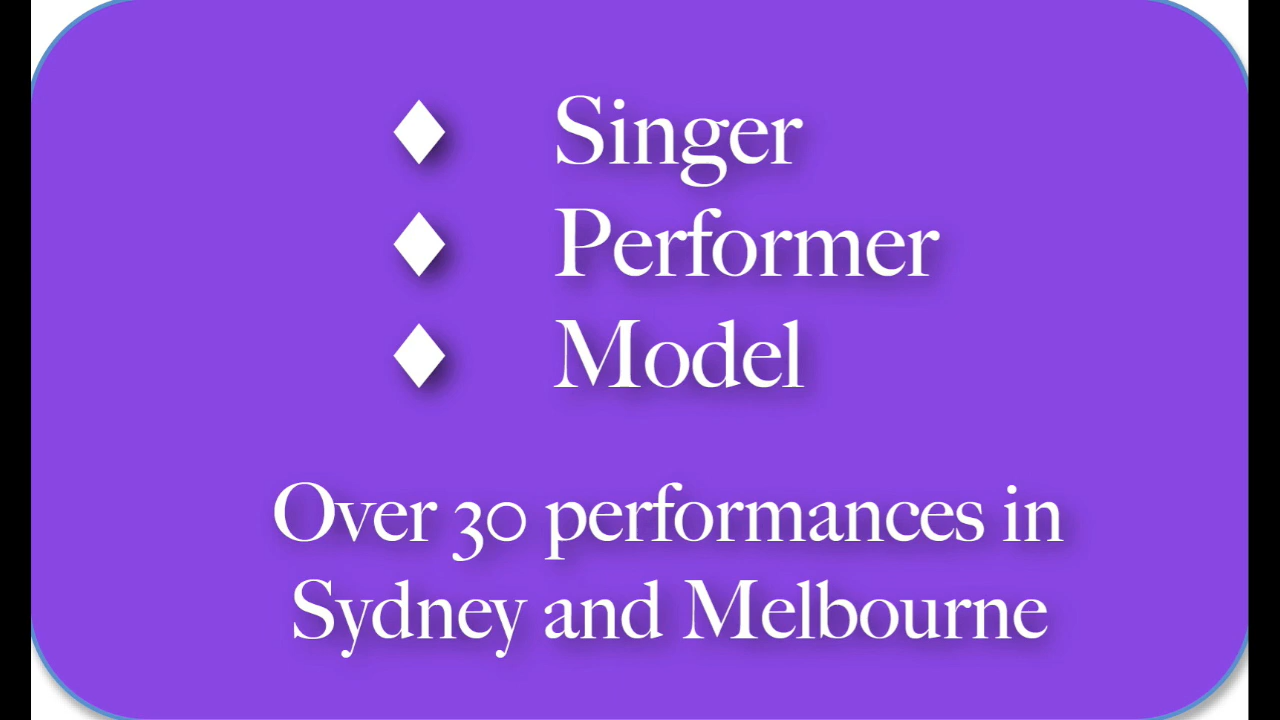 ♦ Singer
♦ Performer
♦ Model
Over 30 performances in
Sydney and Melbourne